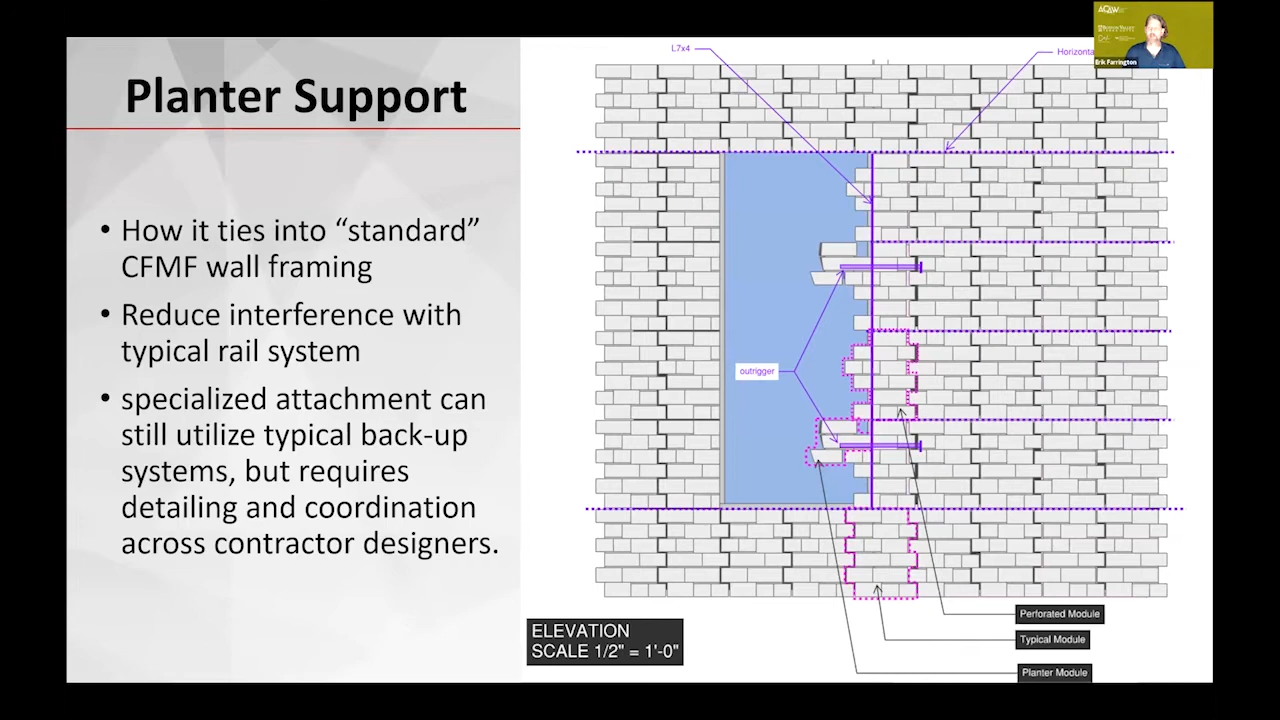 Planter Support
• How it ties into “standard”
CFMF wall framing
• Reduce interference with
typical rail system
• specialized attachment can
still utilize typical back-up
systems, but requires
detailing and coordination
across contractor designers.
L7x4
Horizonta
outrigger
Perforated Module
Typical Module
Planter Module
ELEVATION
SCALE 1/2" = 1'-0"
Erik Farrington